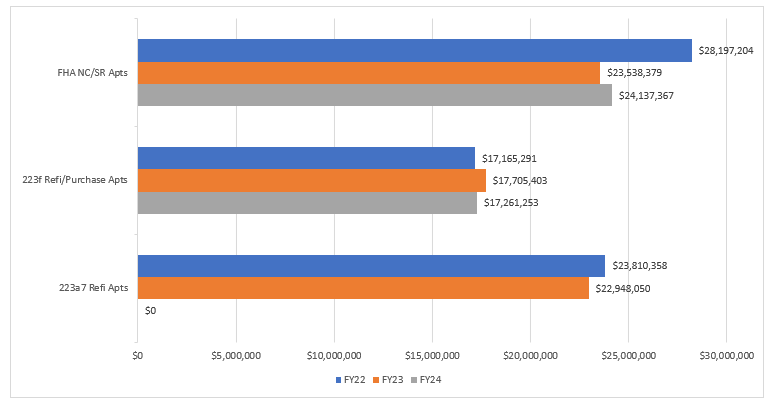 $28,197,204
FHA NC/SR Apts
$23,538,379
$24,137,367
$17,165,291
223f Refi/Purchase Apts
$17,705,403
$17,261,253
$23,810,358
223a7 Refi Apts
$22,948,050
$0
$0 $5,000,000 $10,000,000 $15,000,000 $20,000,000 $25,000,000 $30,000,000
FY22 FY23 FY24